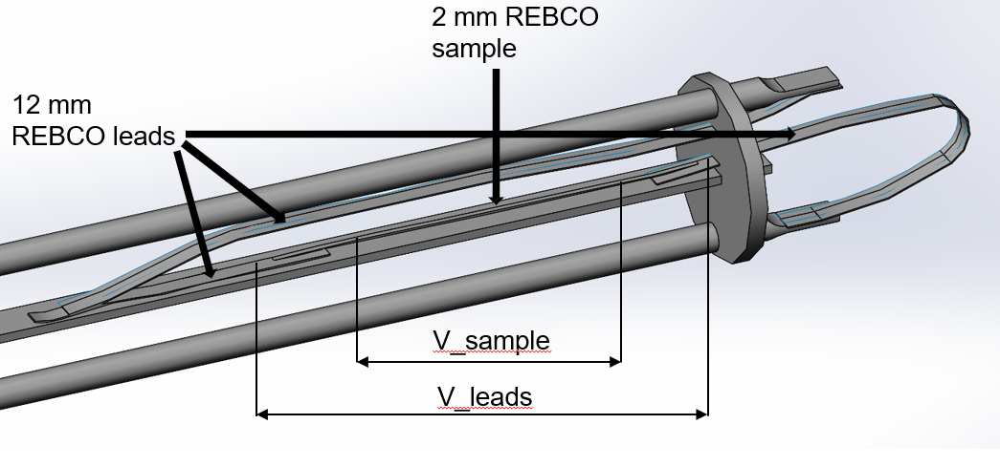 2 mm REBCO
sample
12 mm
REBCO leads
V_sample
V_leads